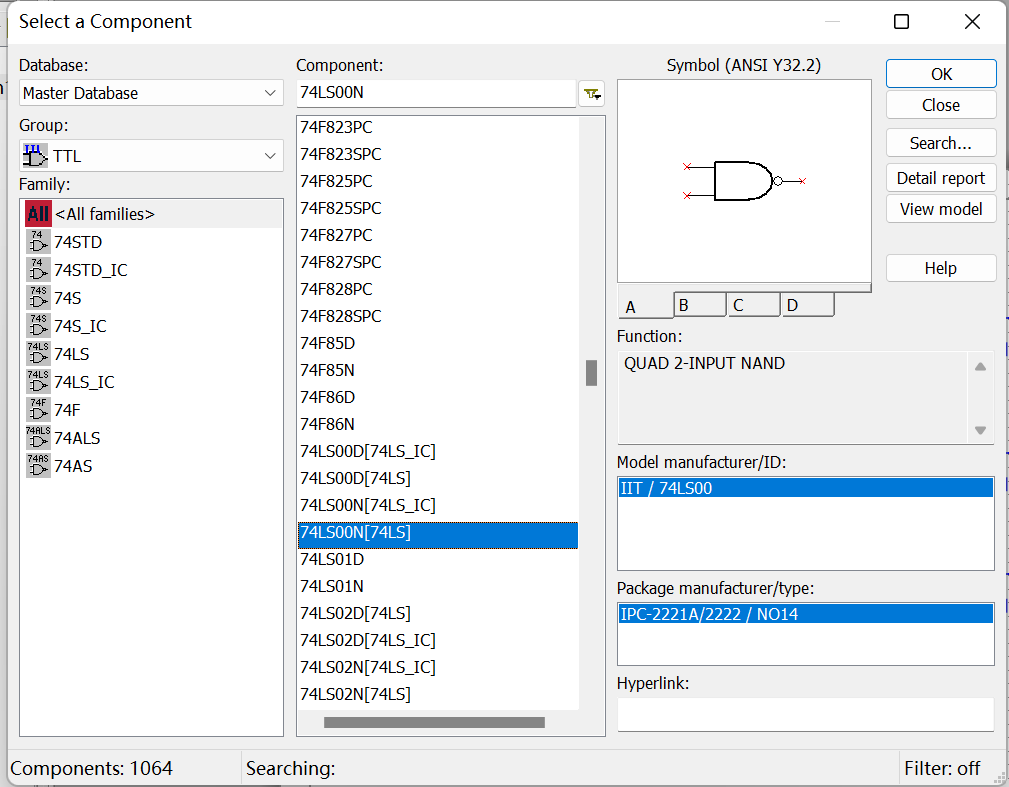 Select a Component
Database:
Master Database
Group:
TTL
Family:
All <All families>
74 74STD
74 74STD_IC
74S 74S
74S 74S_IC
74LS 74LS
74LS 74LS_IC
74F 74F
74ALS 74ALS
74AS 74AS
Component:
74LS00N
74F823PC
74F823SPC
74F825PC
74F825SPC
74F827PC
74F827SPC
74F828PC
74F828SPC
74F85D
74F85N
74F86D
74F86N
74LS00D[74LS_IC]
74LS00D[74LS]
74LS00N[74LS_IC]
74LS00N[74LS]
74LS01D
74LS01N
74LS02D[74LS]
74LS02D[74LS_IC]
74LS02N[74LS_IC]
74LS02N[74LS]
Symbol (ANSI Y32.2)
A B C D
Function:
QUAD 2-INPUT NAND
Model manufacturer/ID:
IIT / 74LS00
Package manufacturer/type:
IPC-2221A/2222 / NO14
Hyperlink:
OK
Close
Search...
Detail report
View model
Help
Components: 1064
Searching:
Filter: off